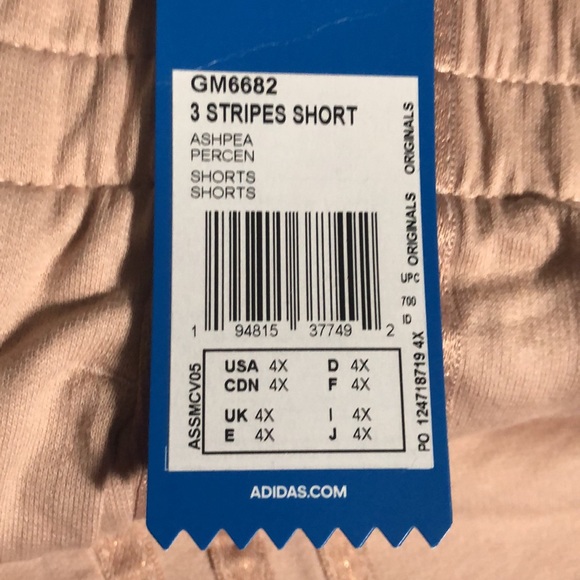 GM6682
3 STRIPES SHORT
ASHPEA
PERCEN
SHORTS
SHORTS
1 94815 37749 2
USA 4X D 4X
CDN 4X F 4X
UK 4X I 4X
E 4X J 4X
ASSMCV05
PO 124718719 4X
ID 700 UPC
ORIGINALS ORIGINALS
ADIDAS.COM